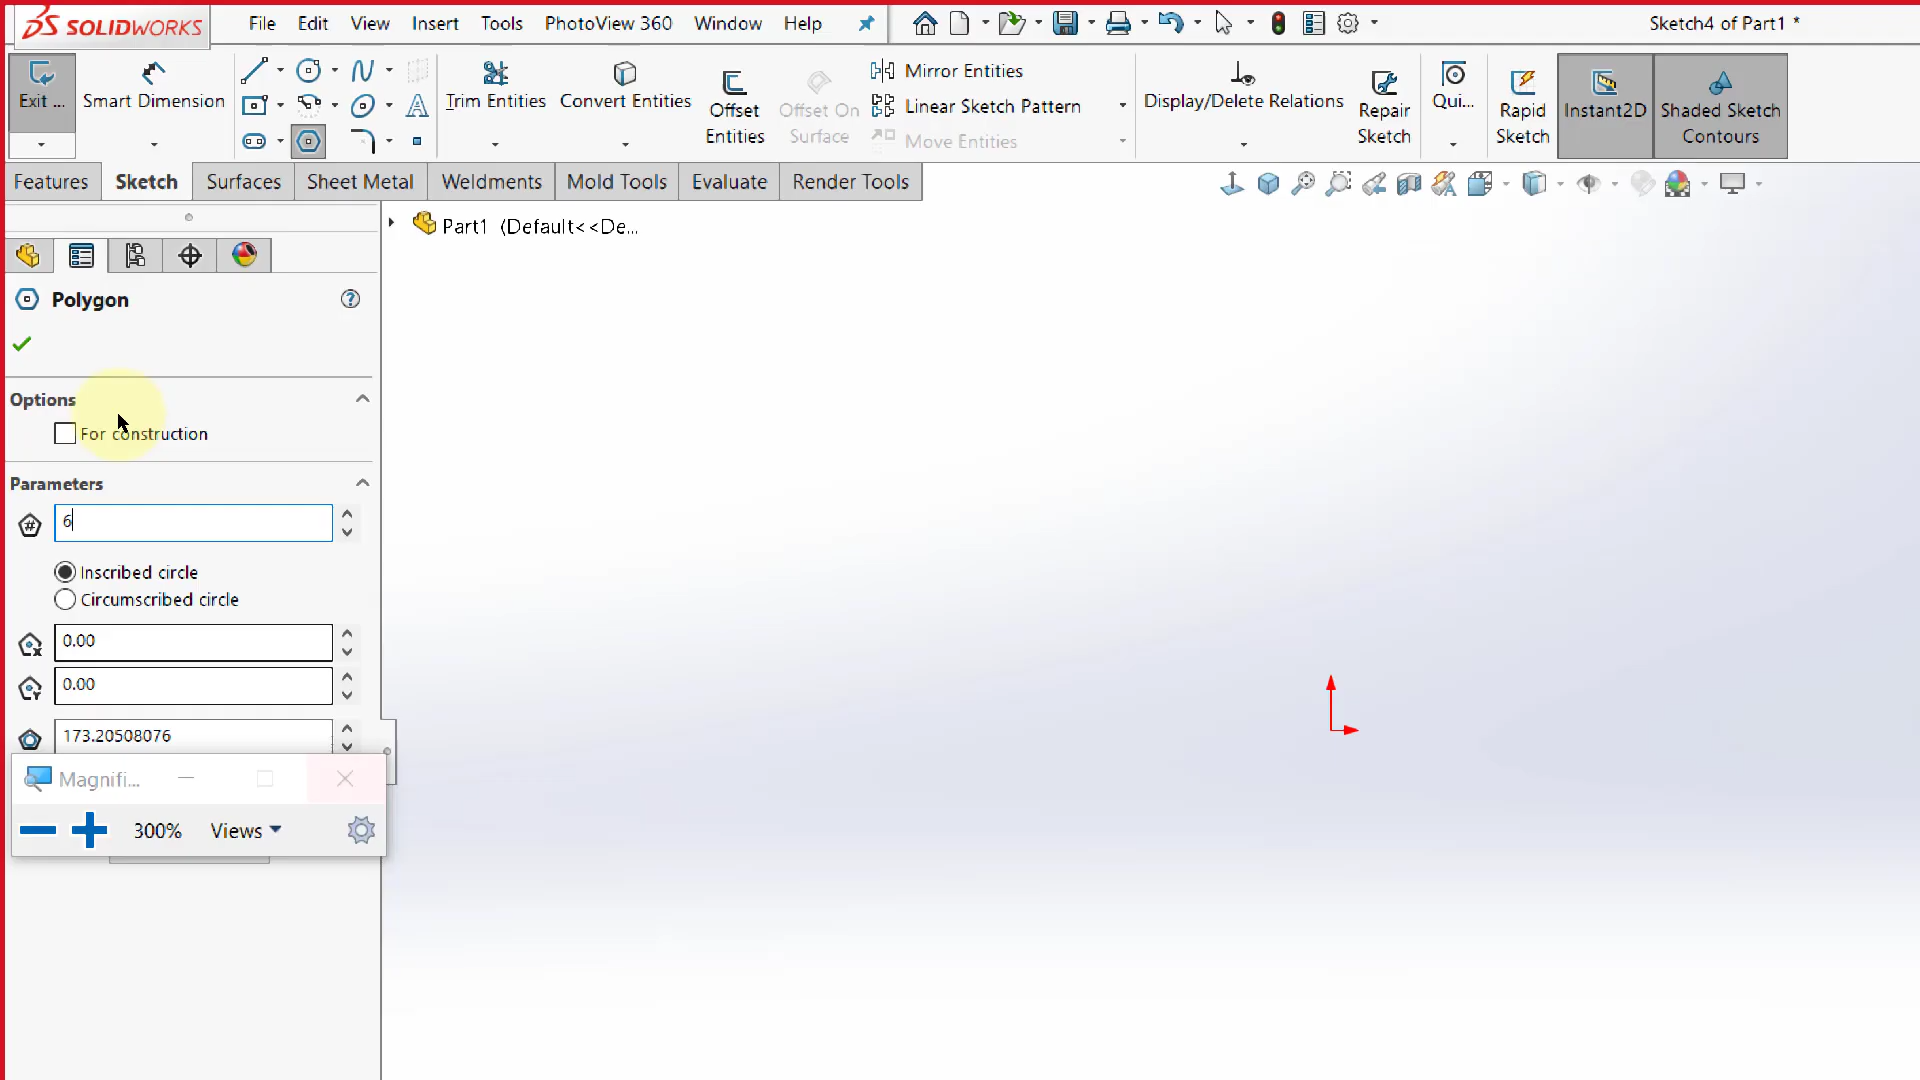 SOLIDWORKS
File Edit View Insert Tools PhotoView 360 Window Help
Sketch4 of Part1 *
Exit ...
Smart Dimension
Trim Entities
Convert Entities
Offset
Entities
Offset On
Surface
Mirror Entities
Linear Sketch Pattern
Move Entities
Display/Delete Relations
Repair
Sketch
Qui...
Rapid
Sketch
Instant2D
Shaded Sketch
Contours
Features Sketch Surfaces Sheet Metal Weldments Mold Tools Evaluate Render Tools
Part1 (Default<<De...
Polygon
Options
For construction
Parameters
6
Inscribed circle
Circumscribed circle
0.00
0.00
173.20508076
Magnifi...
300% Views